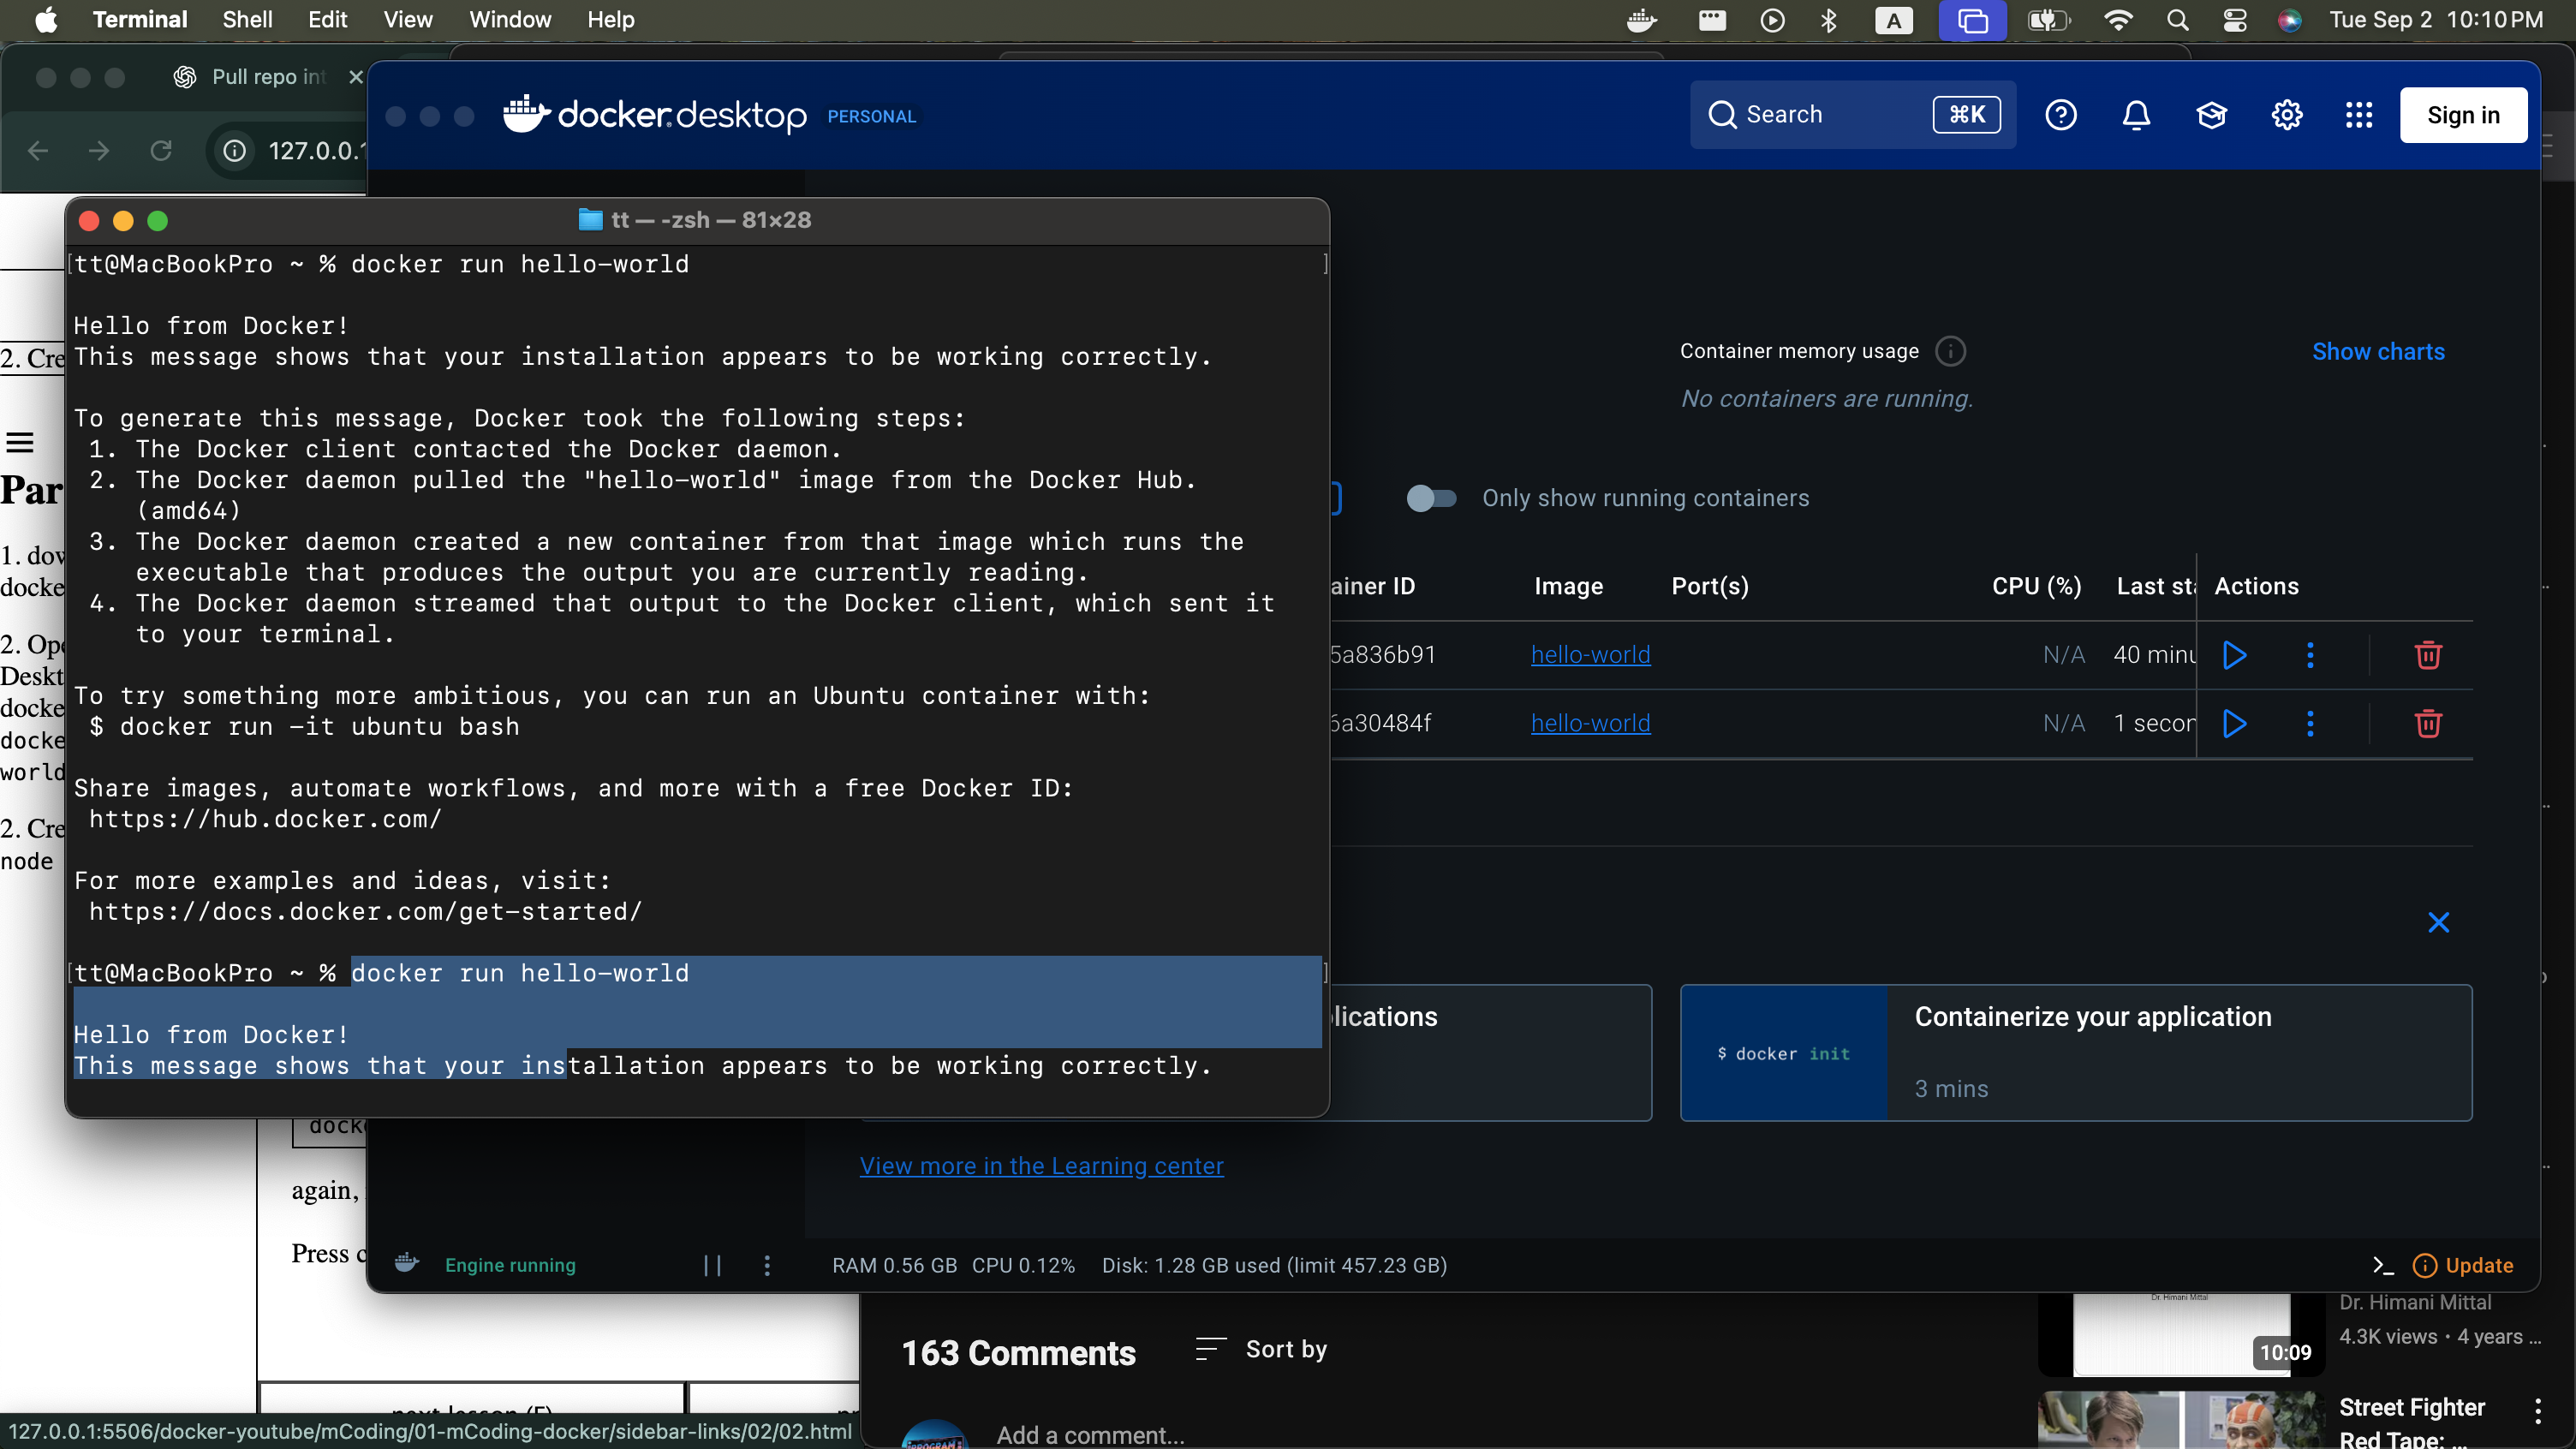 Terminal Shell Edit View Window Help
A
Tue Sep 2 10:10 PM
Pull repo int
127.0.0.1
docker.desktop PERSONAL
Search ⌘K
Sign in
tt — -zsh — 81×28
tt@MacBookPro ~ % docker run hello-world
Hello from Docker!
This message shows that your installation appears to be working correctly.
To generate this message, Docker took the following steps:
1. The Docker client contacted the Docker daemon.
2. The Docker daemon pulled the "hello-world" image from the Docker Hub.
(amd64)
3. The Docker daemon created a new container from that image which runs the
executable that produces the output you are currently reading.
4. The Docker daemon streamed that output to the Docker client, which sent it
to your terminal.
To try something more ambitious, you can run an Ubuntu container with:
$ docker run -it ubuntu bash
Share images, automate workflows, and more with a free Docker ID:
https://hub.docker.com/
For more examples and ideas, visit:
https://docs.docker.com/get-started/
tt@MacBookPro ~ % docker run hello-world
Hello from Docker!
This message shows that your installation appears to be working correctly.
2. Cre
Par
1. dow
docke
2. Ope
Deskt
docke
docke
world
2. Cre
node
Container memory usage
Show charts
No containers are running.
Only show running containers
ainer ID Image Port(s) CPU (%) Last sta Actions
5a836b91 hello-world N/A 40 minu
6a30484f hello-world N/A 1 secon
lications
$ docker init
Containerize your application
3 mins
View more in the Learning center
docke
again,
Press c
Engine running
RAM 0.56 GB CPU 0.12% Disk: 1.28 GB used (limit 457.23 GB)
Update
163 Comments
Sort by
Add a comment...
Dr. Himani Mittal
Dr. Himani Mittal
4.3K views • 4 years ...
10:09
Street Fighter
Red Tape: ...
next lesson (F)
127.0.0.1:5506/docker-youtube/mCoding/01-mCoding-docker/sidebar-links/02/02.html